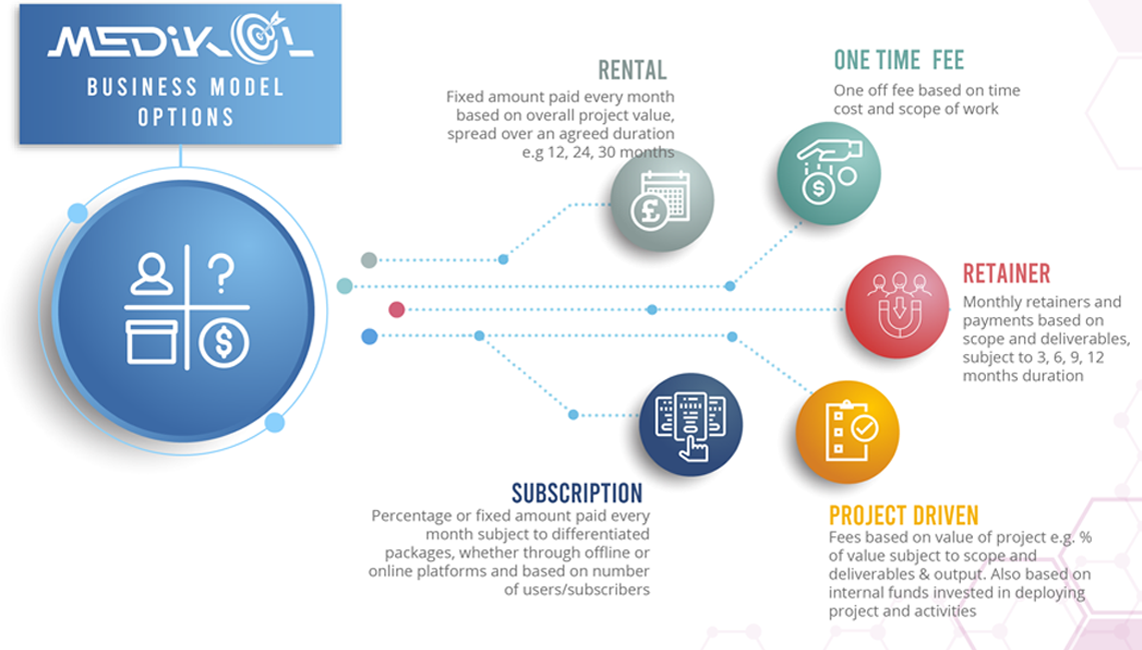 MEDIKOL
BUSINESS MODEL
OPTIONS
RENTAL
Fixed amount paid every month
based on overall project value,
spread over an agreed duration
e.g 12, 24, 30 months
£
ONE TIME FEE
One off fee based on time
cost and scope of work
$
RETAINER
Monthly retainers and
payments based on
scope and deliverables,
subject to 3, 6, 9, 12
months duration
?
$
SUBSCRIPTION
Percentage or fixed amount paid every
month subject to differentiated
packages, whether through offline or
online platforms and based on number
of users/subscribers
PROJECT DRIVEN
Fees based on value of project e.g. %
of value subject to scope and
deliverables & output. Also based on
internal funds invested in deploying
project and activities